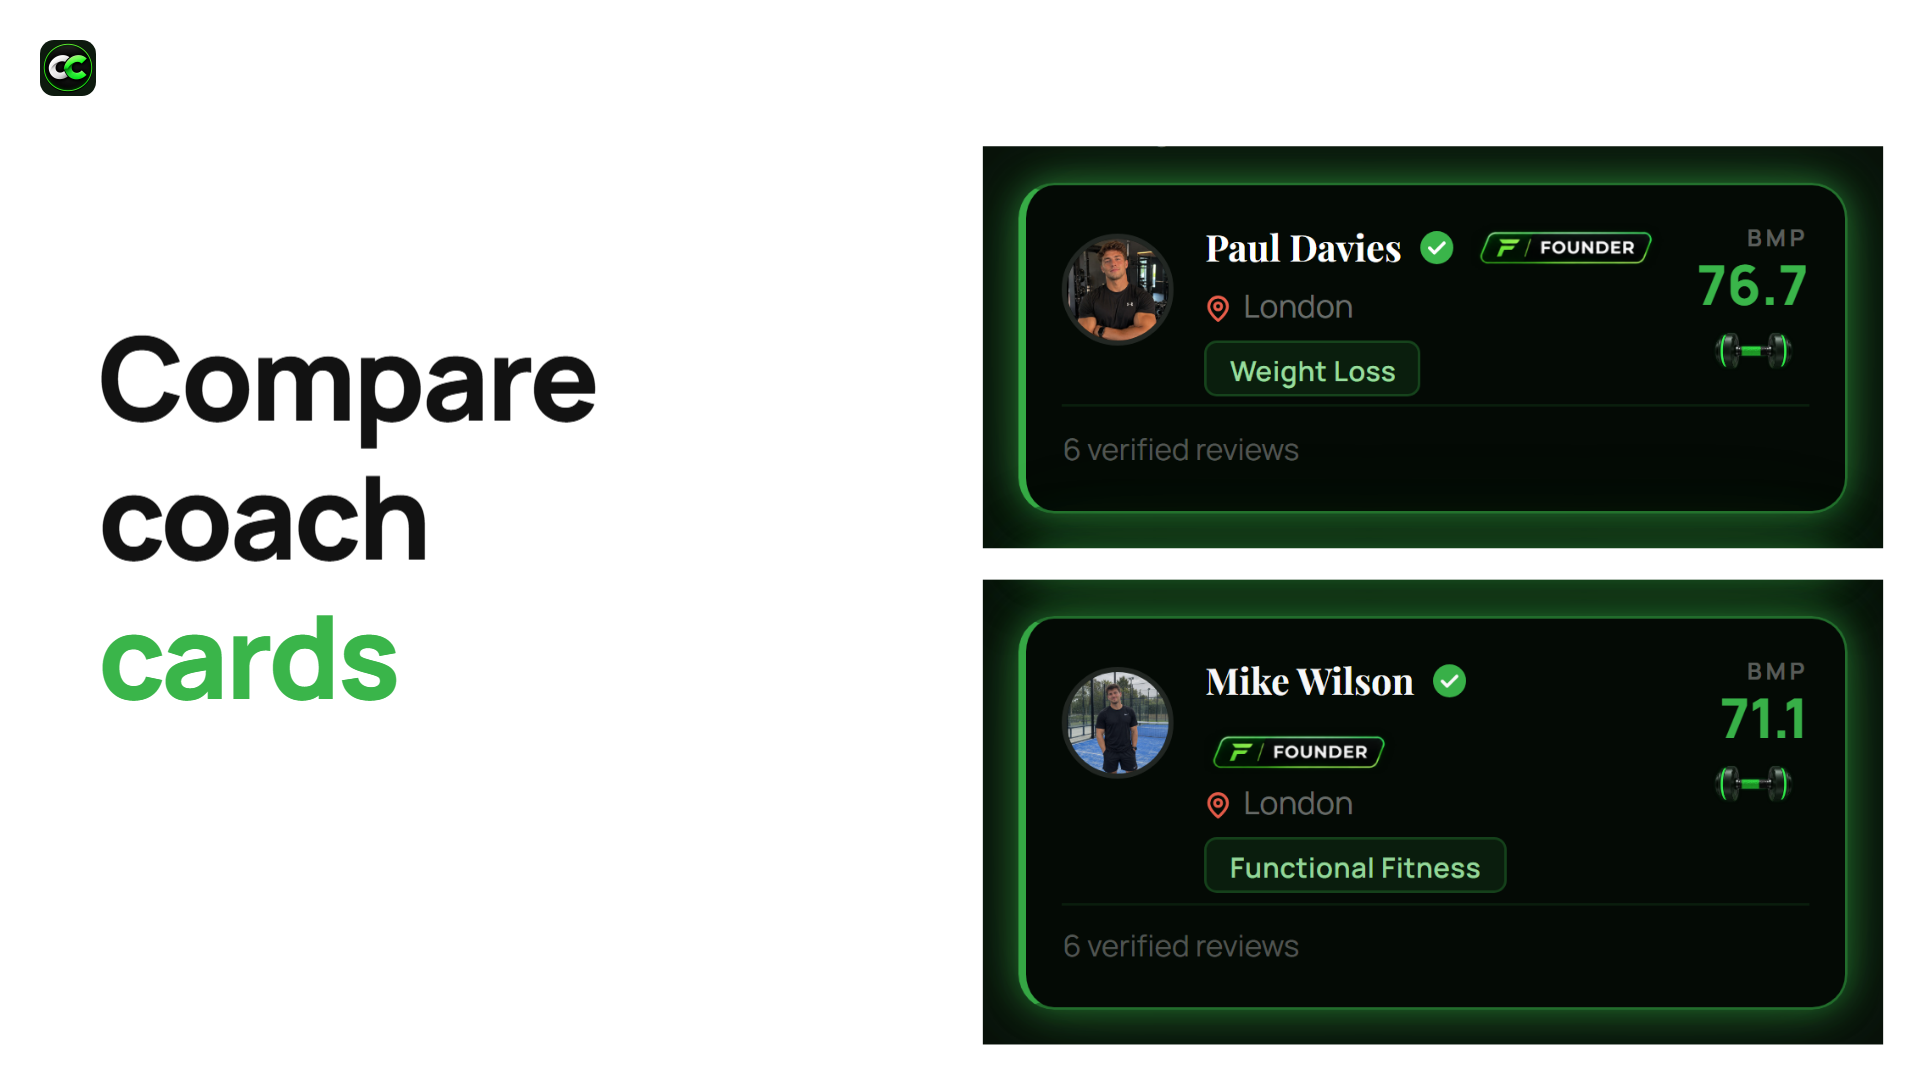 CC
Compare
coach
cards
Paul Davies
F / FOUNDER
BMP
76.7
London
Weight Loss
6 verified reviews
Mike Wilson
BMP
71.1
F / FOUNDER
London
Functional Fitness
6 verified reviews